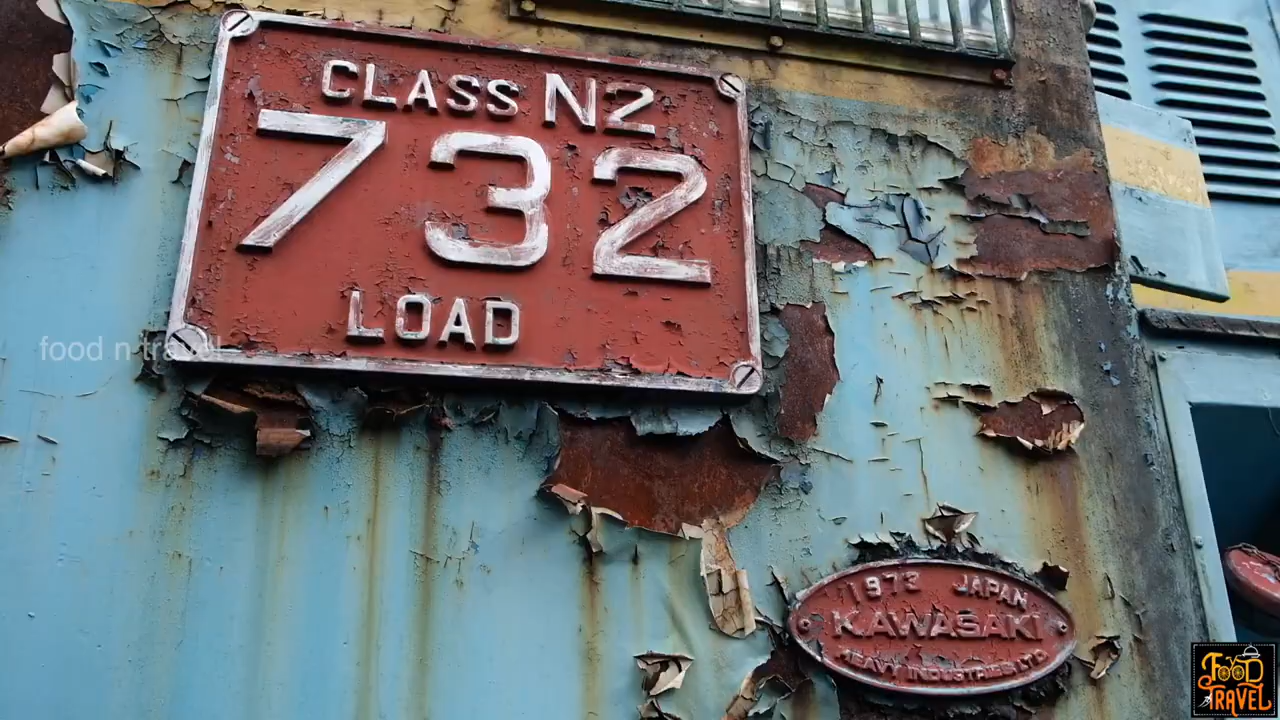 CLASS N2
732
LOAD
food n travel
1973 JAPAN
KAWASAKI
HEAVY INDUSTRIES LTD
FOOD
TRAVEL